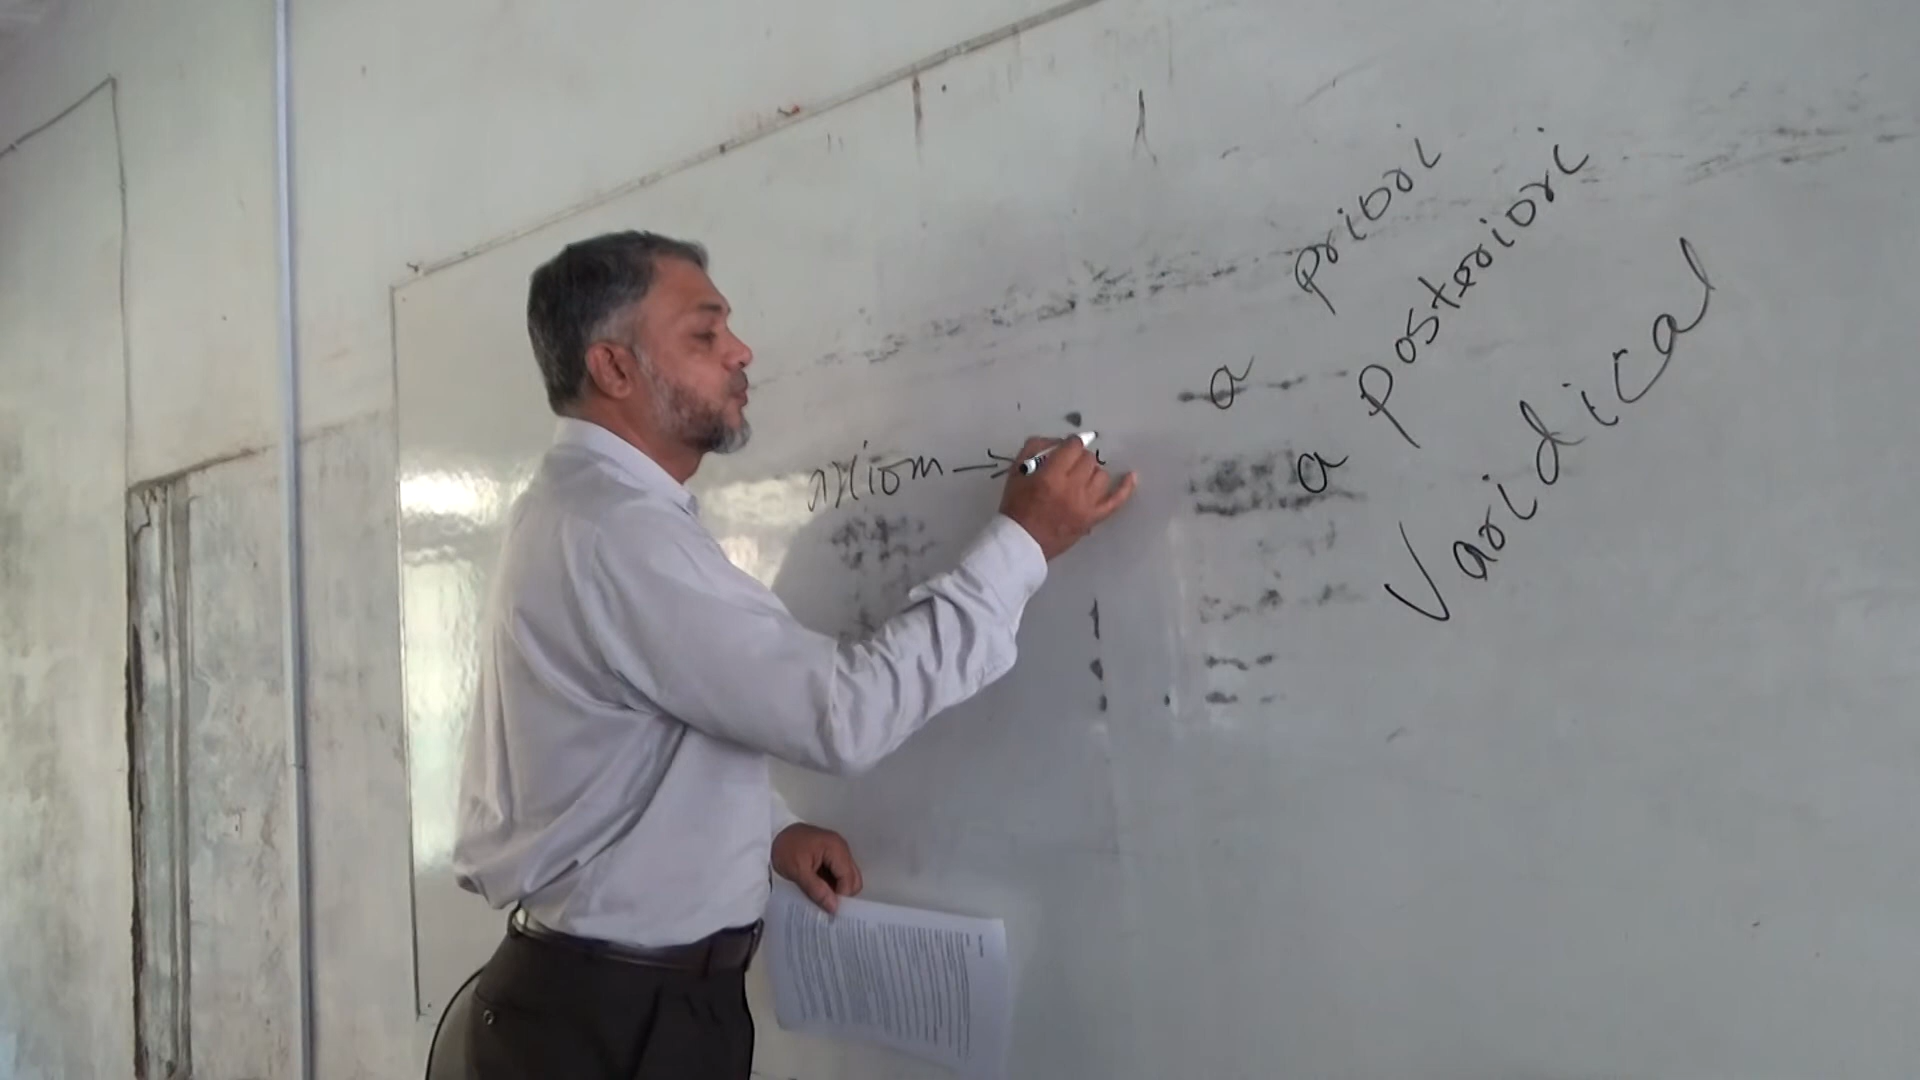 a priori
a posteriori
Varidical
axiom →